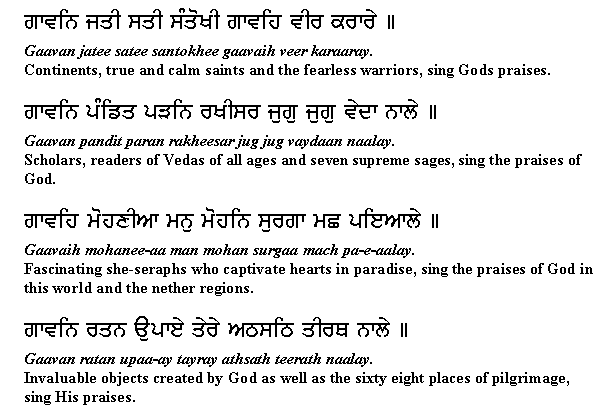 ਗਾਵਨਿ ਜਤੀ ਸਤੀ ਸੰਤੋਖੀ ਗਾਵਹਿ ਵੀਰ ਕਰਾਰੇ ॥
Gaavan jatee satee santokhee gaavaih veer karaaray.
Continents, true and calm saints and the fearless warriors, sing Gods praises.
ਗਾਵਨਿ ਪੰਡਿਤ ਪੜਨਿ ਰਖੀਸਰ ਜੁਗੁ ਜੁਗੁ ਵੇਦਾ ਨਾਲੇ ॥
Gaavan pandit paran rakheesar jug jug vaydaan naalay.
Scholars, readers of Vedas of all ages and seven supreme sages, sing the praises of
God.
ਗਾਵਹਿ ਮੋਹਣੀਆ ਮਨੁ ਮੋਹਨਿ ਸੁਰਗਾ ਮਛ ਪਇਆਲੇ ॥
Gaavaih mohanee-aa man mohan surgaa mach pa-e-aalay.
Fascinating she-seraphs who captivate hearts in paradise, sing the praises of God in
this world and the nether regions.
ਗਾਵਨਿ ਰਤਨ ਉਪਾਏ ਤੇਰੇ ਅਠਸਠਿ ਤੀਰਥ ਨਾਲੇ ॥
Gaavan ratan upaa-ay tayray athsath teerath naalay.
Invaluable objects created by God as well as the sixty eight places of pilgrimage,
sing His praises.